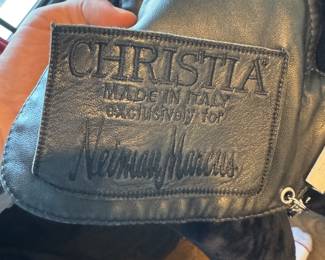 CHRISTIA
MADE IN ITALY
exclusively for
Neiman Marcus